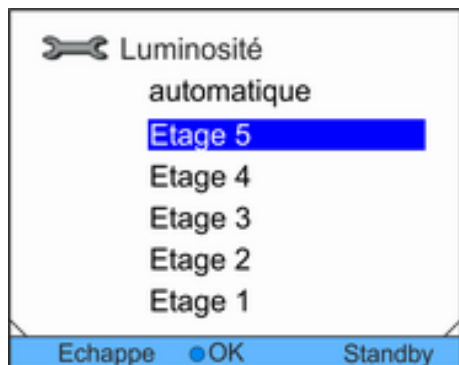 Luminosité
automatique
Etage 5
Etage 4
Etage 3
Etage 2
Etage 1
Echappe OK Standby